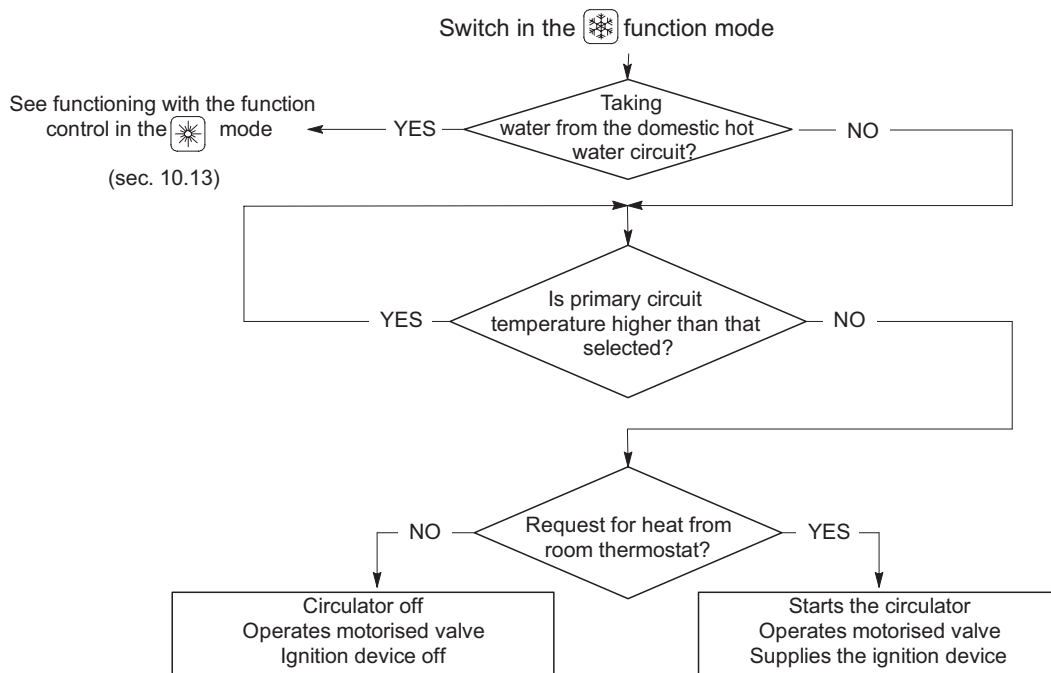 Switch in the function mode
Taking
water from the domestic hot
water circuit?
YES
NO
See functioning with the function
control in the mode
(sec. 10.13)
Is primary circuit
temperature higher than that
selected?
YES
NO
Request for heat from
room thermostat?
NO
YES
Circulator off
Operates motorised valve
Ignition device off
Starts the circulator
Operates motorised valve
Supplies the ignition device